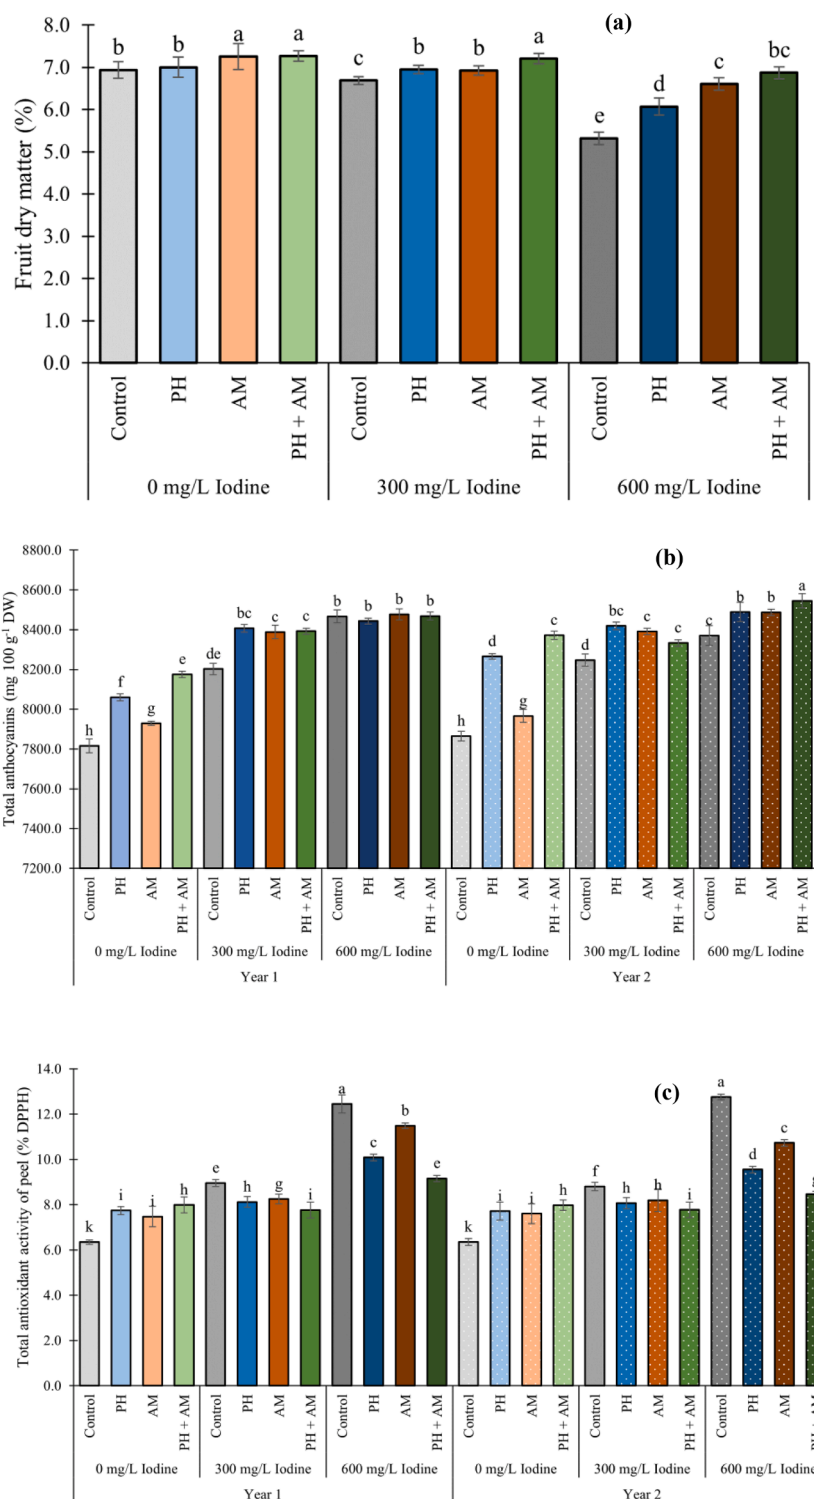 (a)
8.0
7.0
6.0
5.0
4.0
3.0
2.0
1.0
0.0
Fruit dry matter (%)
b b a a c b b a e d c bc
Control PH AM PH + AM Control PH AM PH + AM Control PH AM PH + AM
0 mg/L Iodine 300 mg/L Iodine 600 mg/L Iodine
(b)
8800.0
8600.0
8400.0
8200.0
8000.0
7800.0
7600.0
7400.0
7200.0
Total anthocyanins (mg 100 g⁻¹ DW)
h f g e de bc c c b b b b h d g c d bc c c c b b a
Control PH AM PH + AM Control PH AM PH + AM Control PH AM PH + AM Control PH AM PH + AM Control PH AM PH + AM Control PH AM PH + AM
0 mg/L Iodine 300 mg/L Iodine 600 mg/L Iodine 0 mg/L Iodine 300 mg/L Iodine 600 mg/L Iodine
Year 1 Year 2
(c)
14.0
12.0
10.0
8.0
6.0
4.0
2.0
0.0
Total antioxidant activity of peel (% DPPH)
k i j h e h g i a c b e k i j h f h h i a d c
Control PH AM PH + AM Control PH AM PH + AM Control PH AM PH + AM Control PH AM PH + AM Control PH AM PH + AM Control PH AM PH + AM
0 mg/L Iodine 300 mg/L Iodine 600 mg/L Iodine 0 mg/L Iodine 300 mg/L Iodine 600 mg/L Iodine
Year 1 Year 2